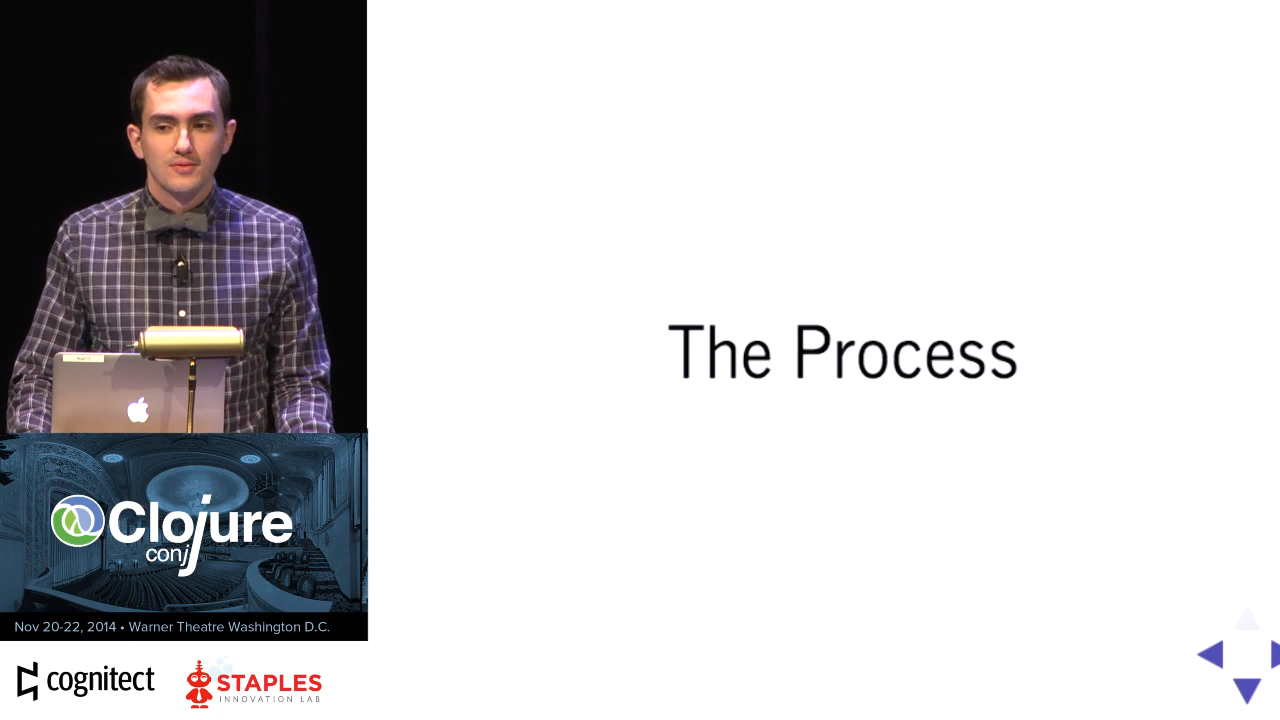 The Process
Clojure
conj
Nov 20-22, 2014 • Warner Theatre Washington D.C.
cognitect
STAPLES
INNOVATION LAB